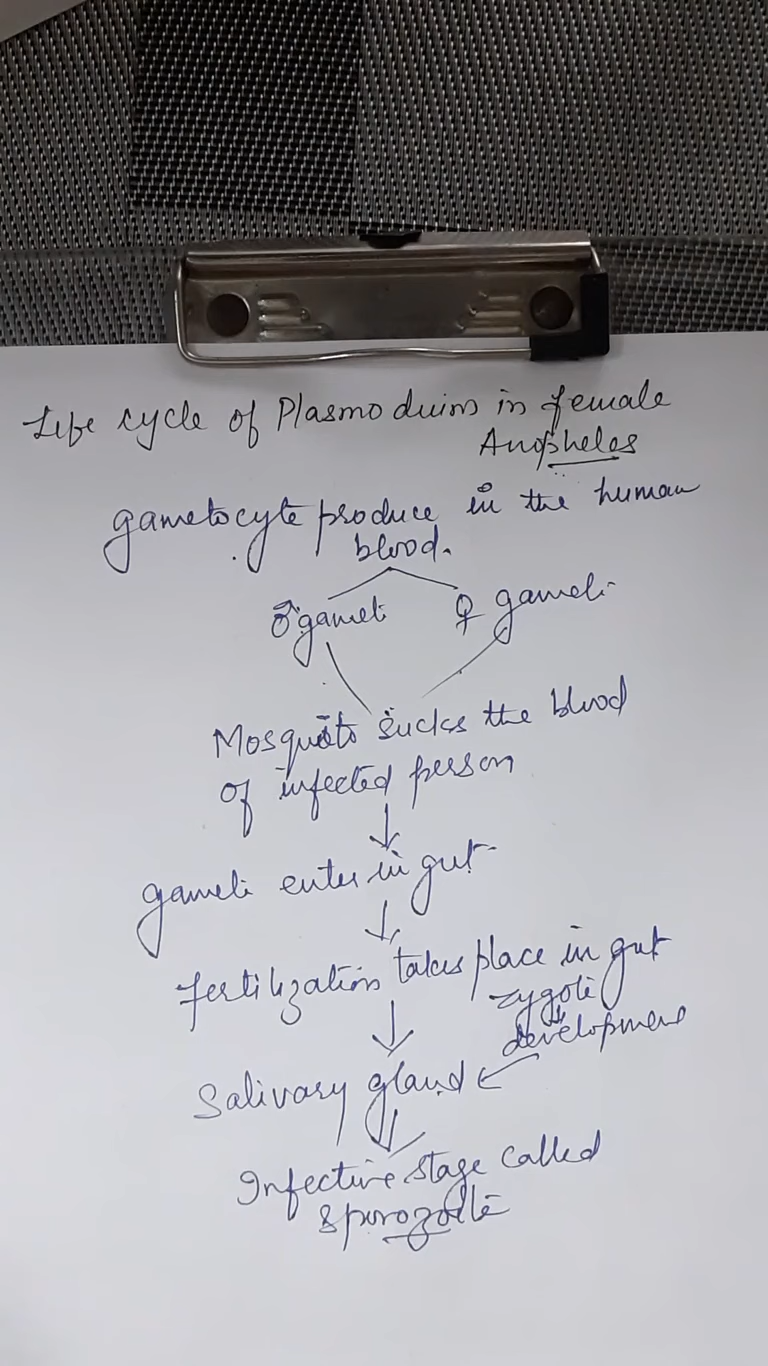 Life cycle of Plasmoduim in female
Anopheles
gametocyte produce in the human
blood.
♂ gamete ♀ gamete
Mosquito sucks the blood
of infected person
gamete enter in gut
fertilization takes place in gut
zygote
development
Salivary gland
Infective stage called
sporozoite